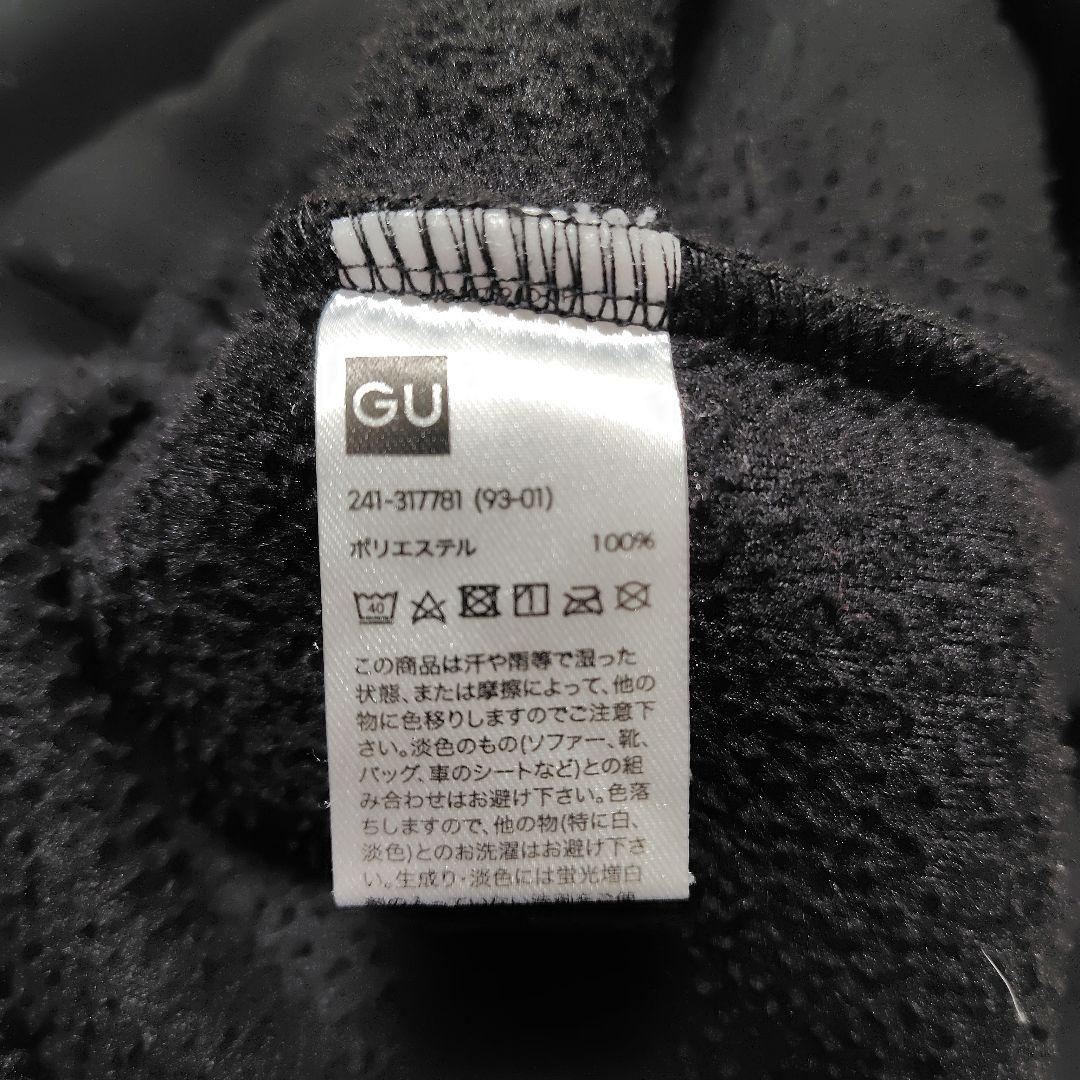 GU
241-317781 (93-01)
ポリエステル 100%
40
この商品は汗や雨等で湿った
状態、または摩擦によって、他の
物に色移りしますのでご注意下
さい。淡色のもの(ソファー、靴、
バッグ、車のシートなど)との組
み合わせはお避け下さい。色落
ちしますので、他の物(特に白、
淡色)とのお洗濯はお避け下さ
い。生成り・淡色には蛍光増白